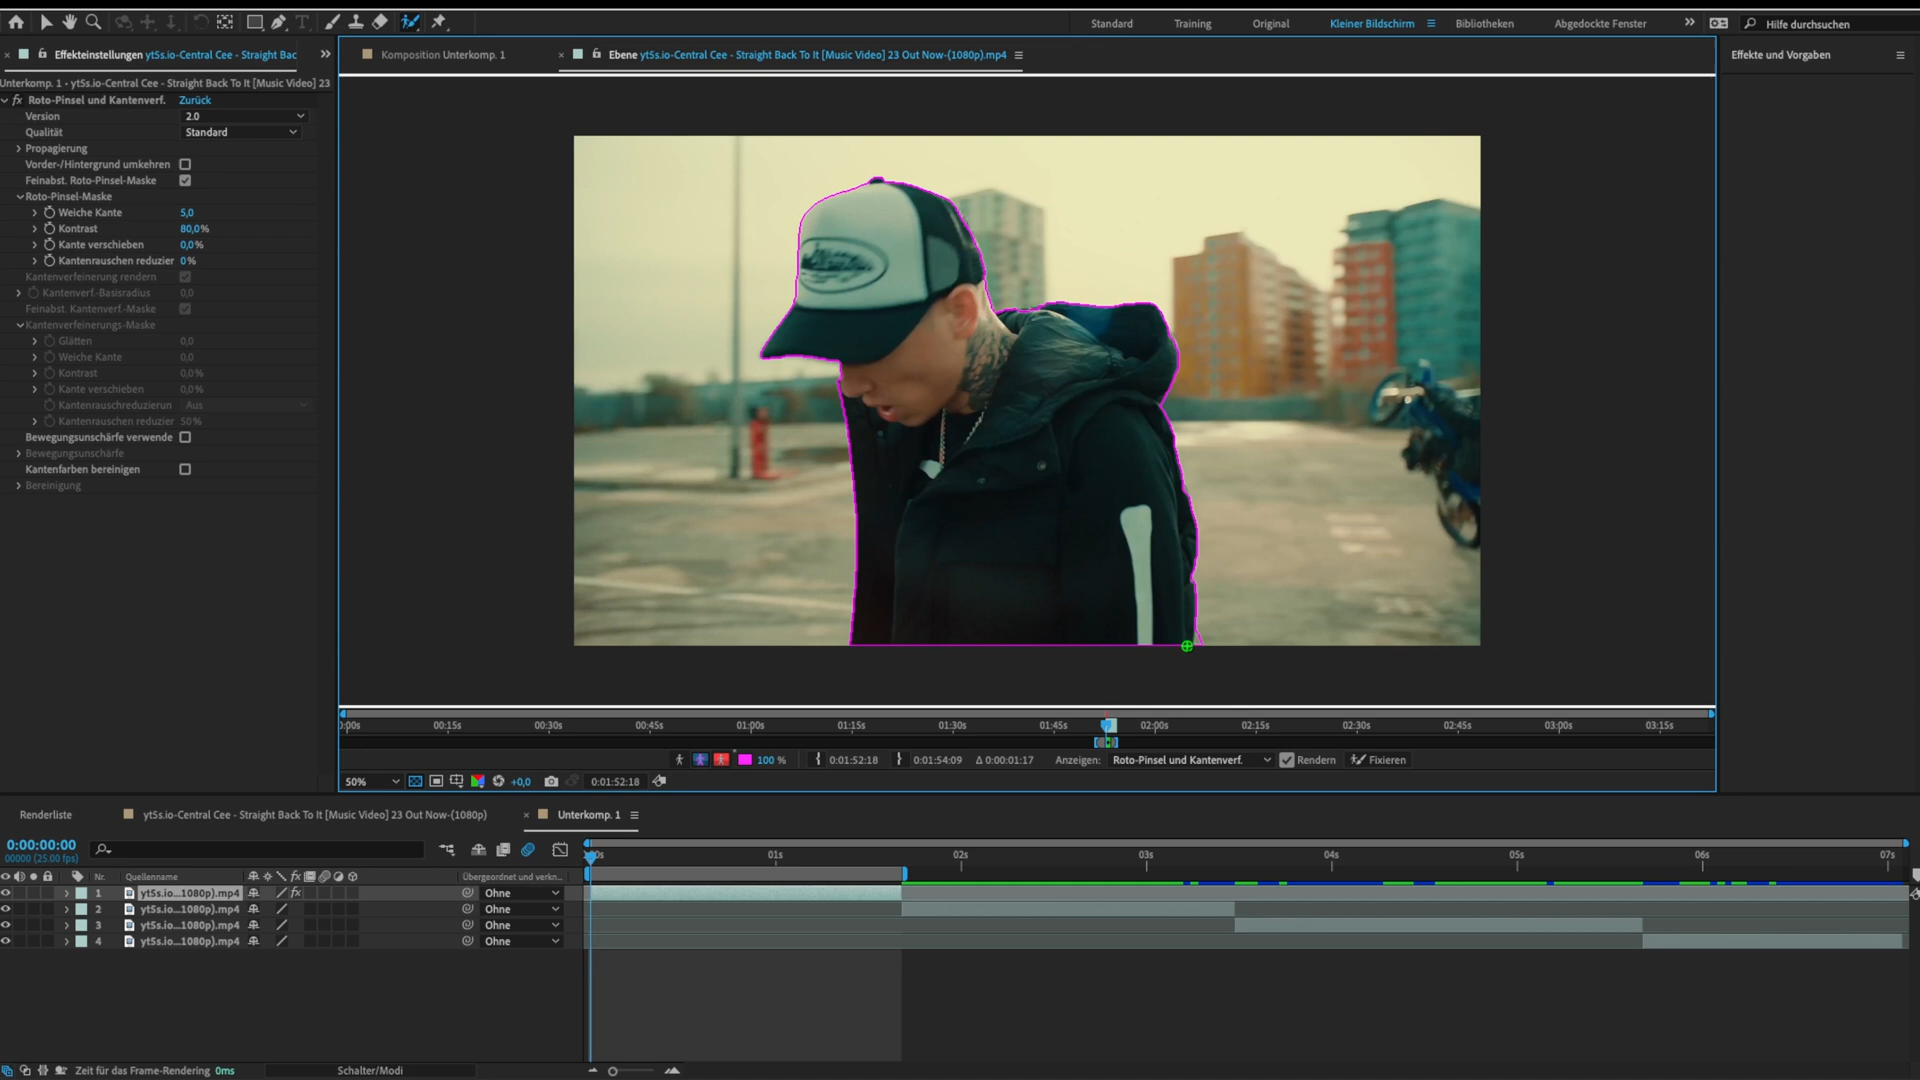 Standard
Training
Original
Kleiner Bildschirm
Bibliotheken
Abgedockte Fenster
Hilfe durchsuchen
Effekteinstellungen yt5s.io-Central Cee - Straight Bac
Komposition Unterkomp. 1
Ebene yt5s.io-Central Cee - Straight Back To It [Music Video] 23 Out Now-(1080p).mp4
Effekte und Vorgaben
Unterkomp. 1 • yt5s.io-Central Cee - Straight Back To It [Music Video] 23
fx Roto-Pinsel und Kantenverf. Zurück
Version 2.0
Qualität Standard
Propagierung
Vorder-/Hintergrund umkehren
Feinabst. Roto-Pinsel-Maske
Roto-Pinsel-Maske
Weiche Kante 5,0
Kontrast 80,0%
Kante verschieben 0,0%
Kantenrauschen reduzier 0%
Kantenverfeinerung rendern
Kantenverf.-Basisradius 0,0
Feinabst. Kantenverf.-Maske
Kantenverfeinerungs-Maske
Glätten 0,0
Weiche Kante 0,0
Kontrast 0,0%
Kante verschieben 0,0%
Kantenrauschreduzierun Aus
Kantenrauschen reduzier 50%
Bewegungsunschärfe verwende
Bewegungsunschärfe
Kantenfarben bereinigen
Bereinigung
):00s 00:15s 00:30s 00:45s 01:00s 01:15s 01:30s 01:45s 02:00s 02:15s 02:30s 02:45s 03:00s 03:15s
100 % 0:01:52:18 0:01:54:09 Δ 0:00:01:17 Anzeigen: Roto-Pinsel und Kantenverf. Rendern Fixieren
50% +0,0 0:01:52:18
Renderliste
yt5s.io-Central Cee - Straight Back To It [Music Video] 23 Out Now-(1080p)
Unterkomp. 1
0:00:00:00
00000 (25.00 fps)
:00s 01s 02s 03s 04s 05s 06s 07s
Nr. Quellenname fx Übergeordnet und verkn...
1 yt5s.io...1080p).mp4 fx Ohne
2 yt5s.io...1080p).mp4 Ohne
3 yt5s.io...1080p).mp4 Ohne
4 yt5s.io...1080p).mp4 Ohne
Zeit für das Frame-Rendering 0ms
Schalter/Modi